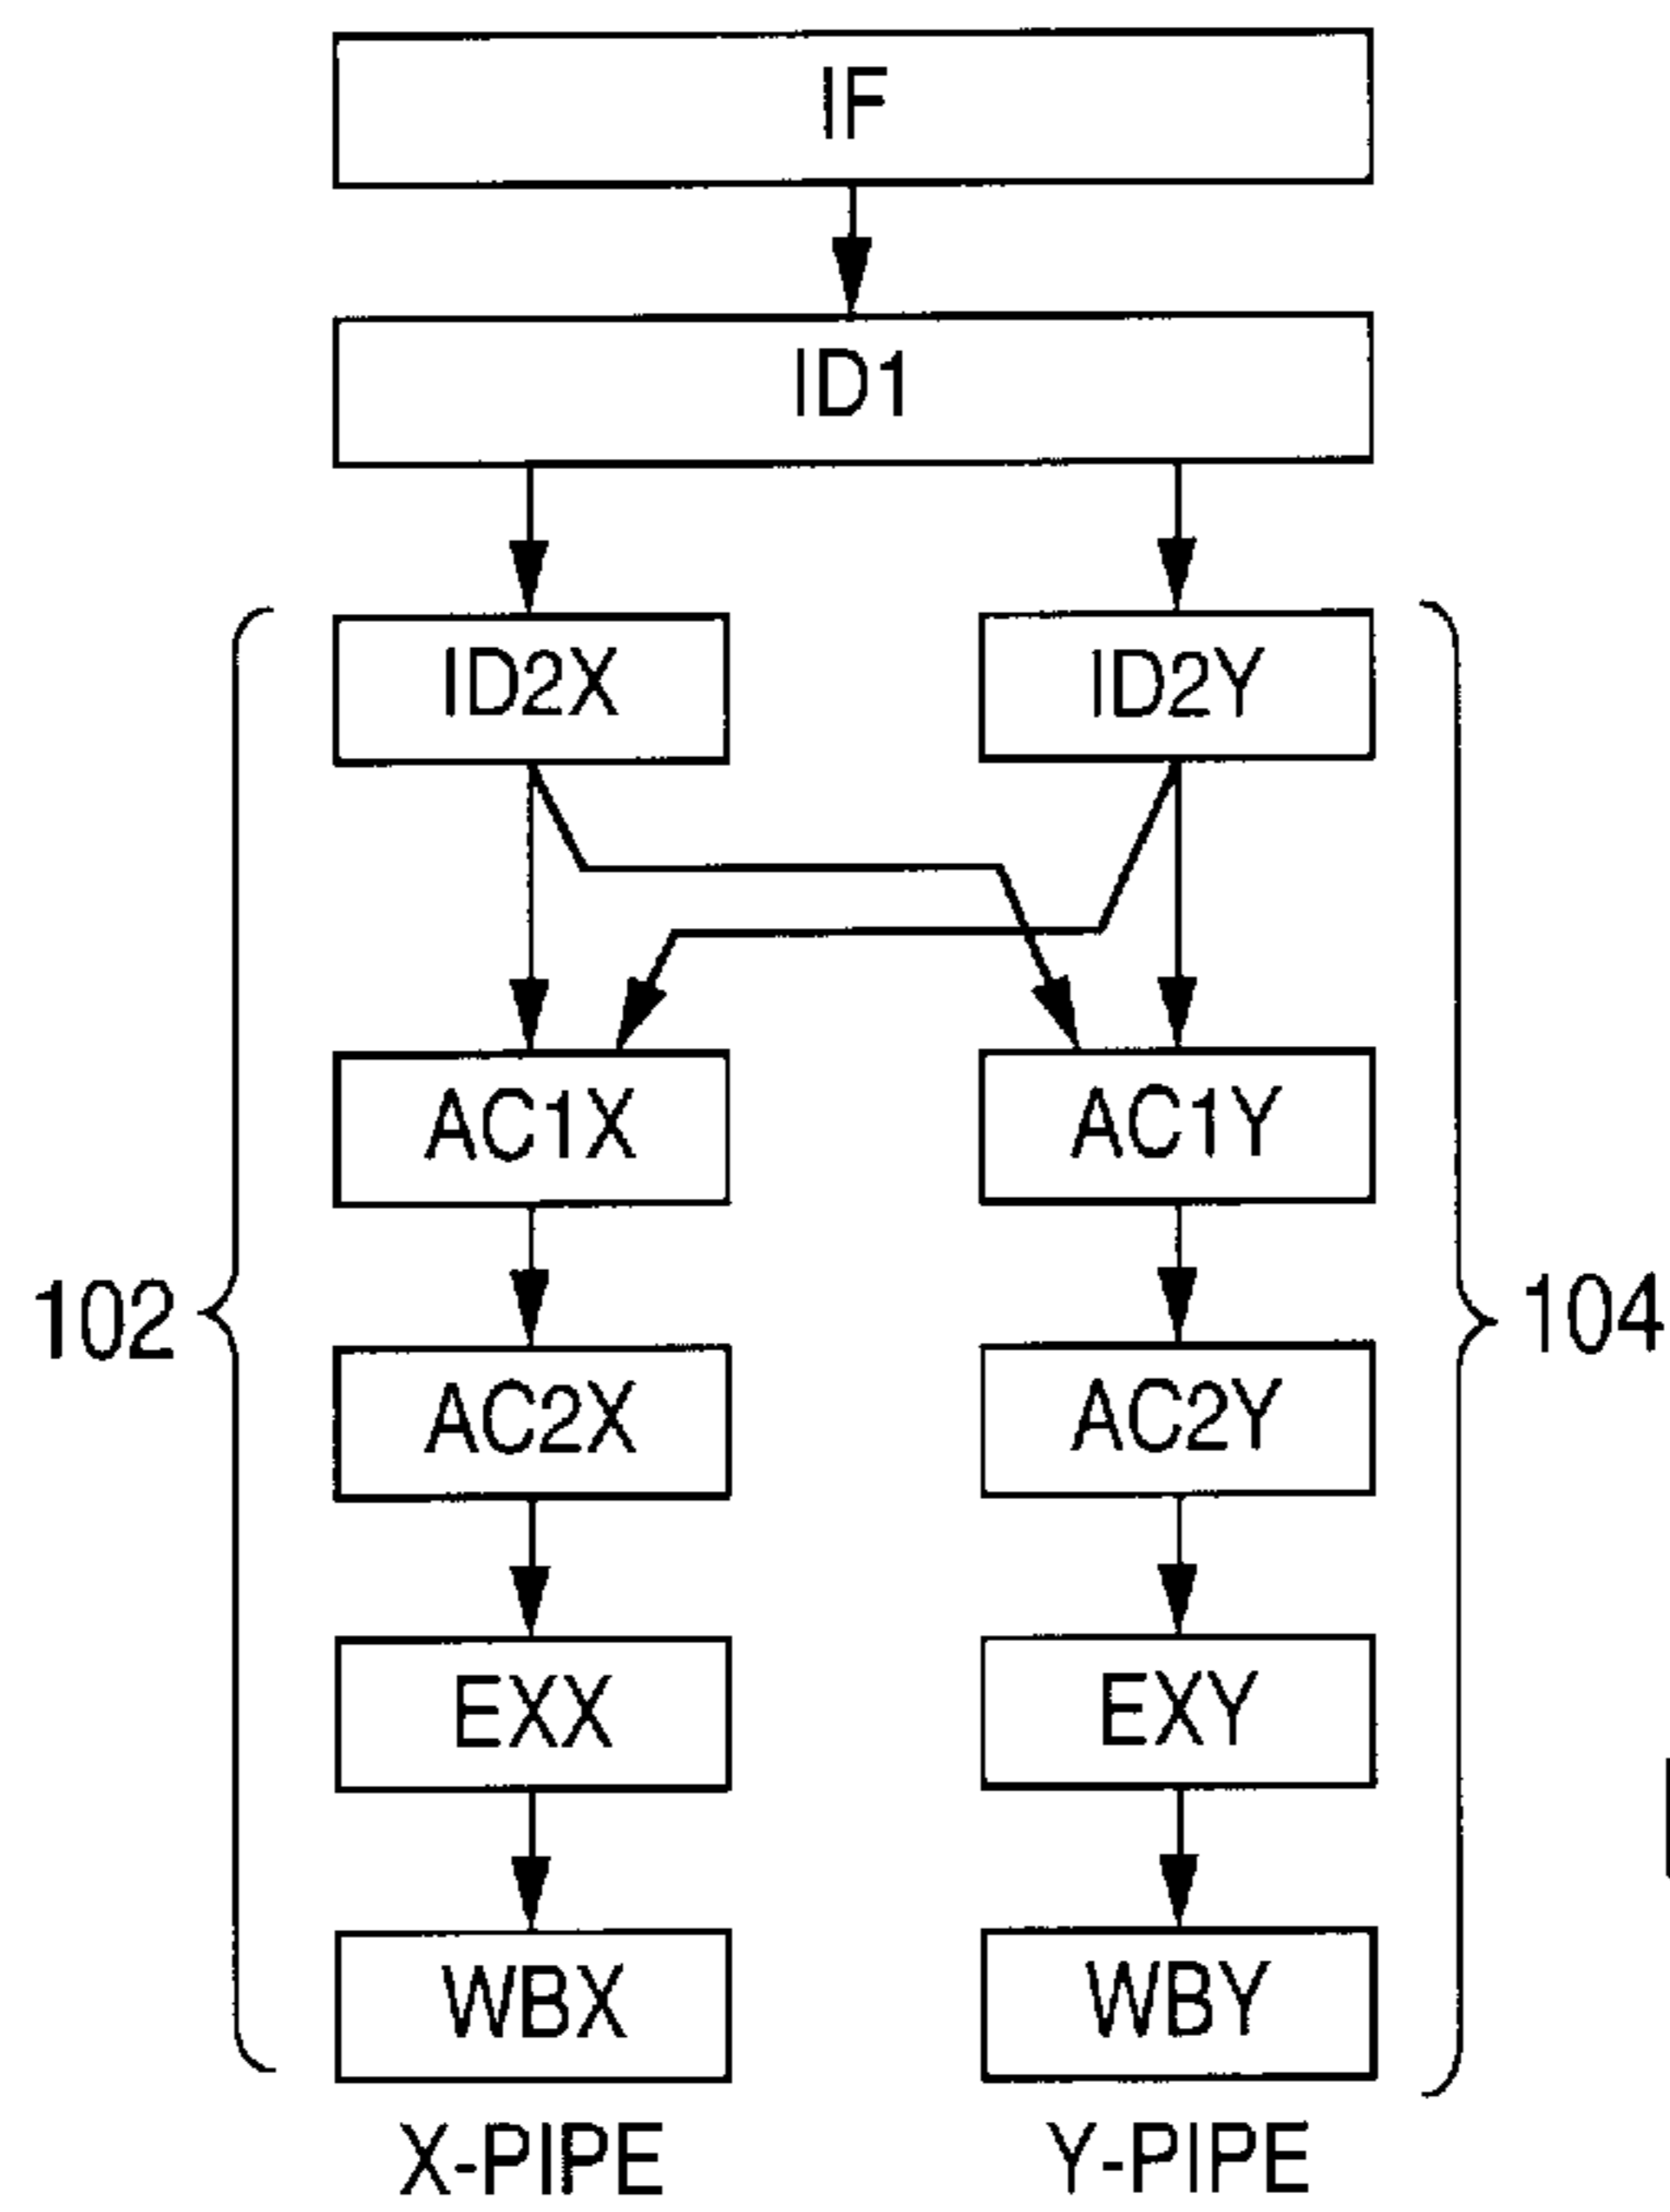 IF
ID1
ID2X ID2Y
AC1X AC1Y
102 104
AC2X AC2Y
EXX EXY
WBX WBY
X-PIPE Y-PIPE